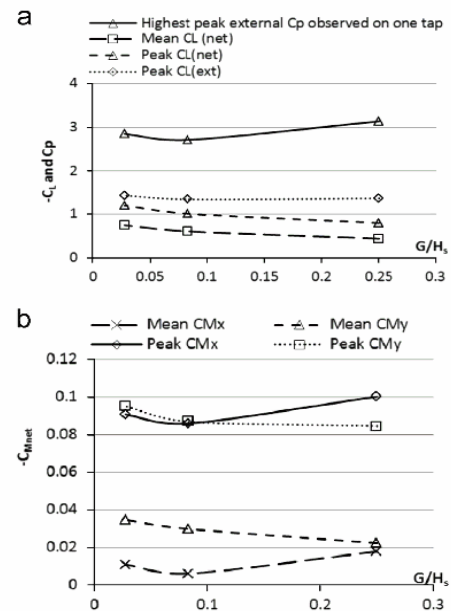 a
Highest peak external Cp observed on one tap
Mean CL (net)
Peak CL(net)
Peak CL(ext)
4
3
2
1
0
-CL and Cp
G/Hs
0 0.05 0.1 0.15 0.2 0.25 0.3
b
Mean CMx Mean CMy
Peak CMx Peak CMy
0.12
0.1
0.08
0.06
0.04
0.02
0
-CMnet
G/Hs
0 0.1 0.2 0.3